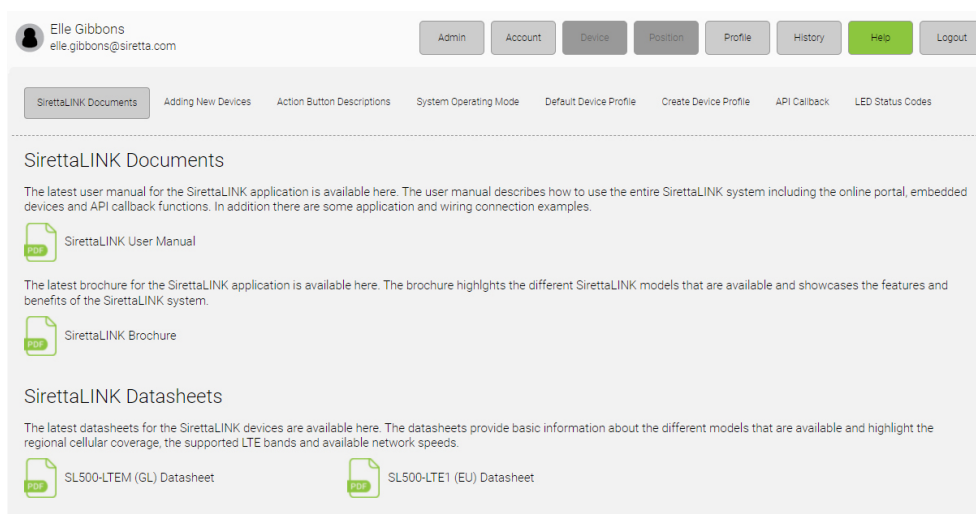 Elle Gibbons
elle.gibbons@siretta.com
Admin
Account
Device
Position
Profile
History
Help
Logout
SirettaLINK Documents
Adding New Devices
Action Button Descriptions
System Operating Mode
Default Device Profile
Create Device Profile
API Callback
LED Status Codes
SirettaLINK Documents
The latest user manual for the SirettaLINK application is available here. The user manual describes how to use the entire SirettaLINK system including the online portal, embedded
devices and API callback functions. In addition there are some application and wiring connection examples.
PDF
SirettaLINK User Manual
The latest brochure for the SirettaLINK application is available here. The brochure highlghts the different SirettaLINK models that are available and showcases the features and
benefits of the SirettaLINK system.
PDF
SirettaLINK Brochure
SirettaLINK Datasheets
The latest datasheets for the SirettaLINK devices are available here. The datasheets provide basic information about the different models that are available and highlight the
regional cellular coverage, the supported LTE bands and available network speeds.
PDF
SL500-LTEM (GL) Datasheet
PDF
SL500-LTE1 (EU) Datasheet